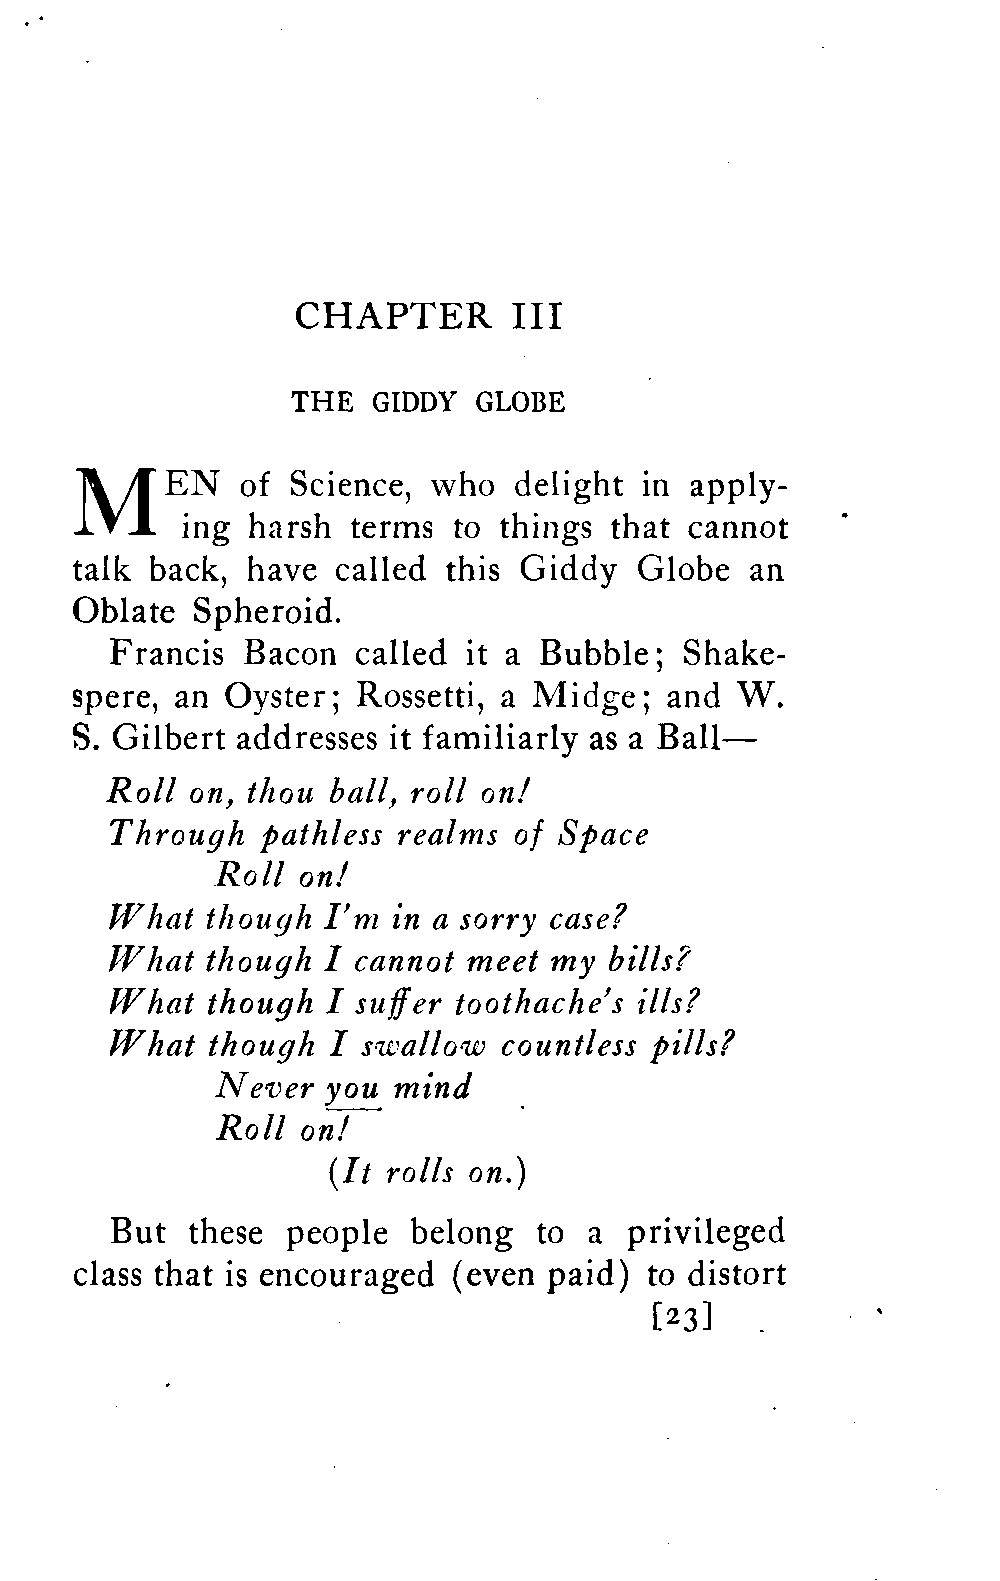 CHAPTER III
THE GIDDY GLOBE
MEN of Science, who delight in apply-
ing harsh terms to things that cannot
talk back, have called this Giddy Globe an
Oblate Spheroid.
Francis Bacon called it a Bubble; Shake-
spere, an Oyster; Rossetti, a Midge; and W.
S. Gilbert addresses it familiarly as a Ball—
Roll on, thou ball, roll on!
Through pathless realms of Space
Roll on!
What though I'm in a sorry case?
What though I cannot meet my bills?
What though I suffer toothache's ills?
What though I swallow countless pills?
Never you mind
Roll on!
(It rolls on.)
But these people belong to a privileged
class that is encouraged (even paid) to distort
[23]